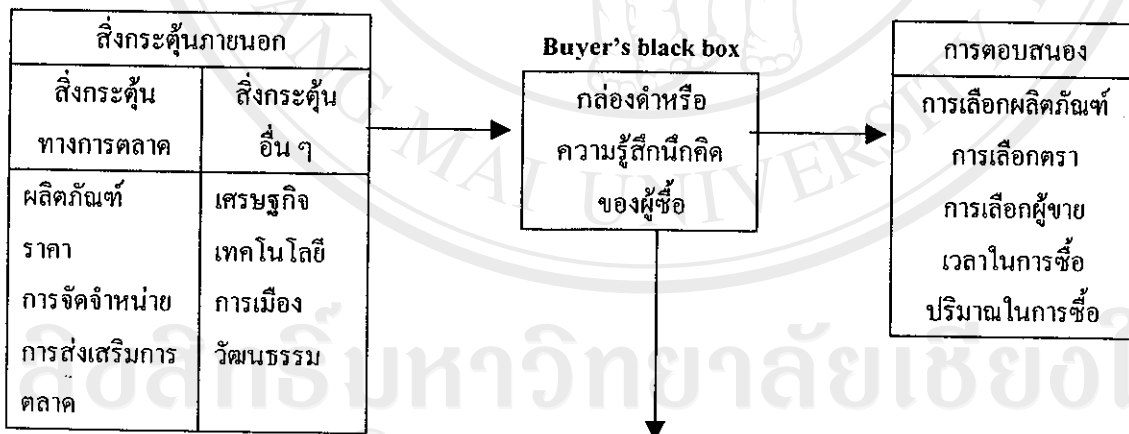 สิ่งกระตุ้นภายนอก
สิ่งกระตุ้น
ทางการตลาด
สิ่งกระตุ้น
อื่น ๆ
ผลิตภัณฑ์
ราคา
การจัดจำหน่าย
การส่งเสริมการ
ตลาด
เศรษฐกิจ
เทคโนโลยี
การเมือง
วัฒนธรรม
Buyer's black box
กล่องดำหรือ
ความรู้สึกนึกคิด
ของผู้ซื้อ
การตอบสนอง
การเลือกผลิตภัณฑ์
การเลือกตรา
การเลือกผู้ขาย
เวลาในการซื้อ
ปริมาณในการซื้อ
NG MAI UNIVERSITY
ลิขสิทธิ์มหาวิทยาลัยเชียงใ